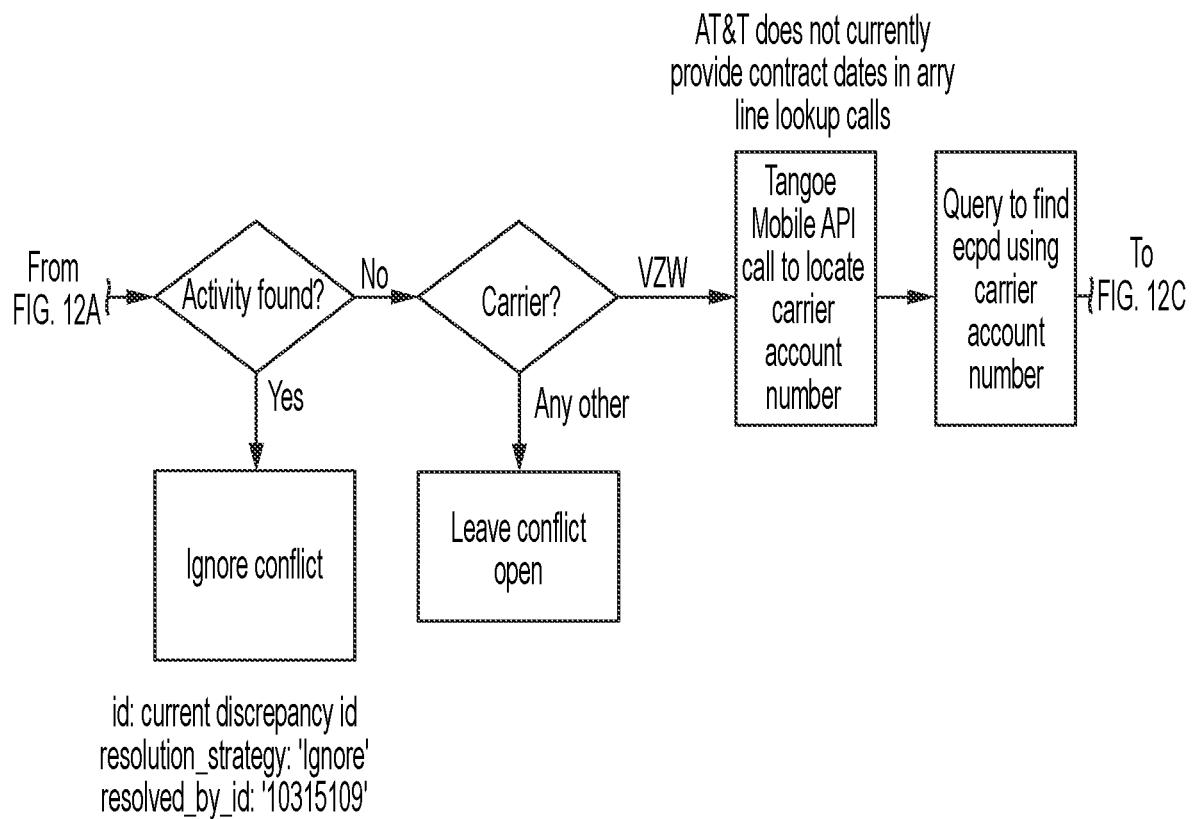 AT&T does not currently
provide contract dates in arry
line lookup calls
From
FIG. 12A
Activity found?
No
Carrier?
VZW
Tangoe
Mobile API
call to locate
carrier
account
number
Query to find
ecpd using
carrier
account
number
To
FIG. 12C
Yes
Any other
Ignore conflict
Leave conflict
open
id: current discrepancy id
resolution_strategy: 'Ignore'
resolved_by_id: '10315109'